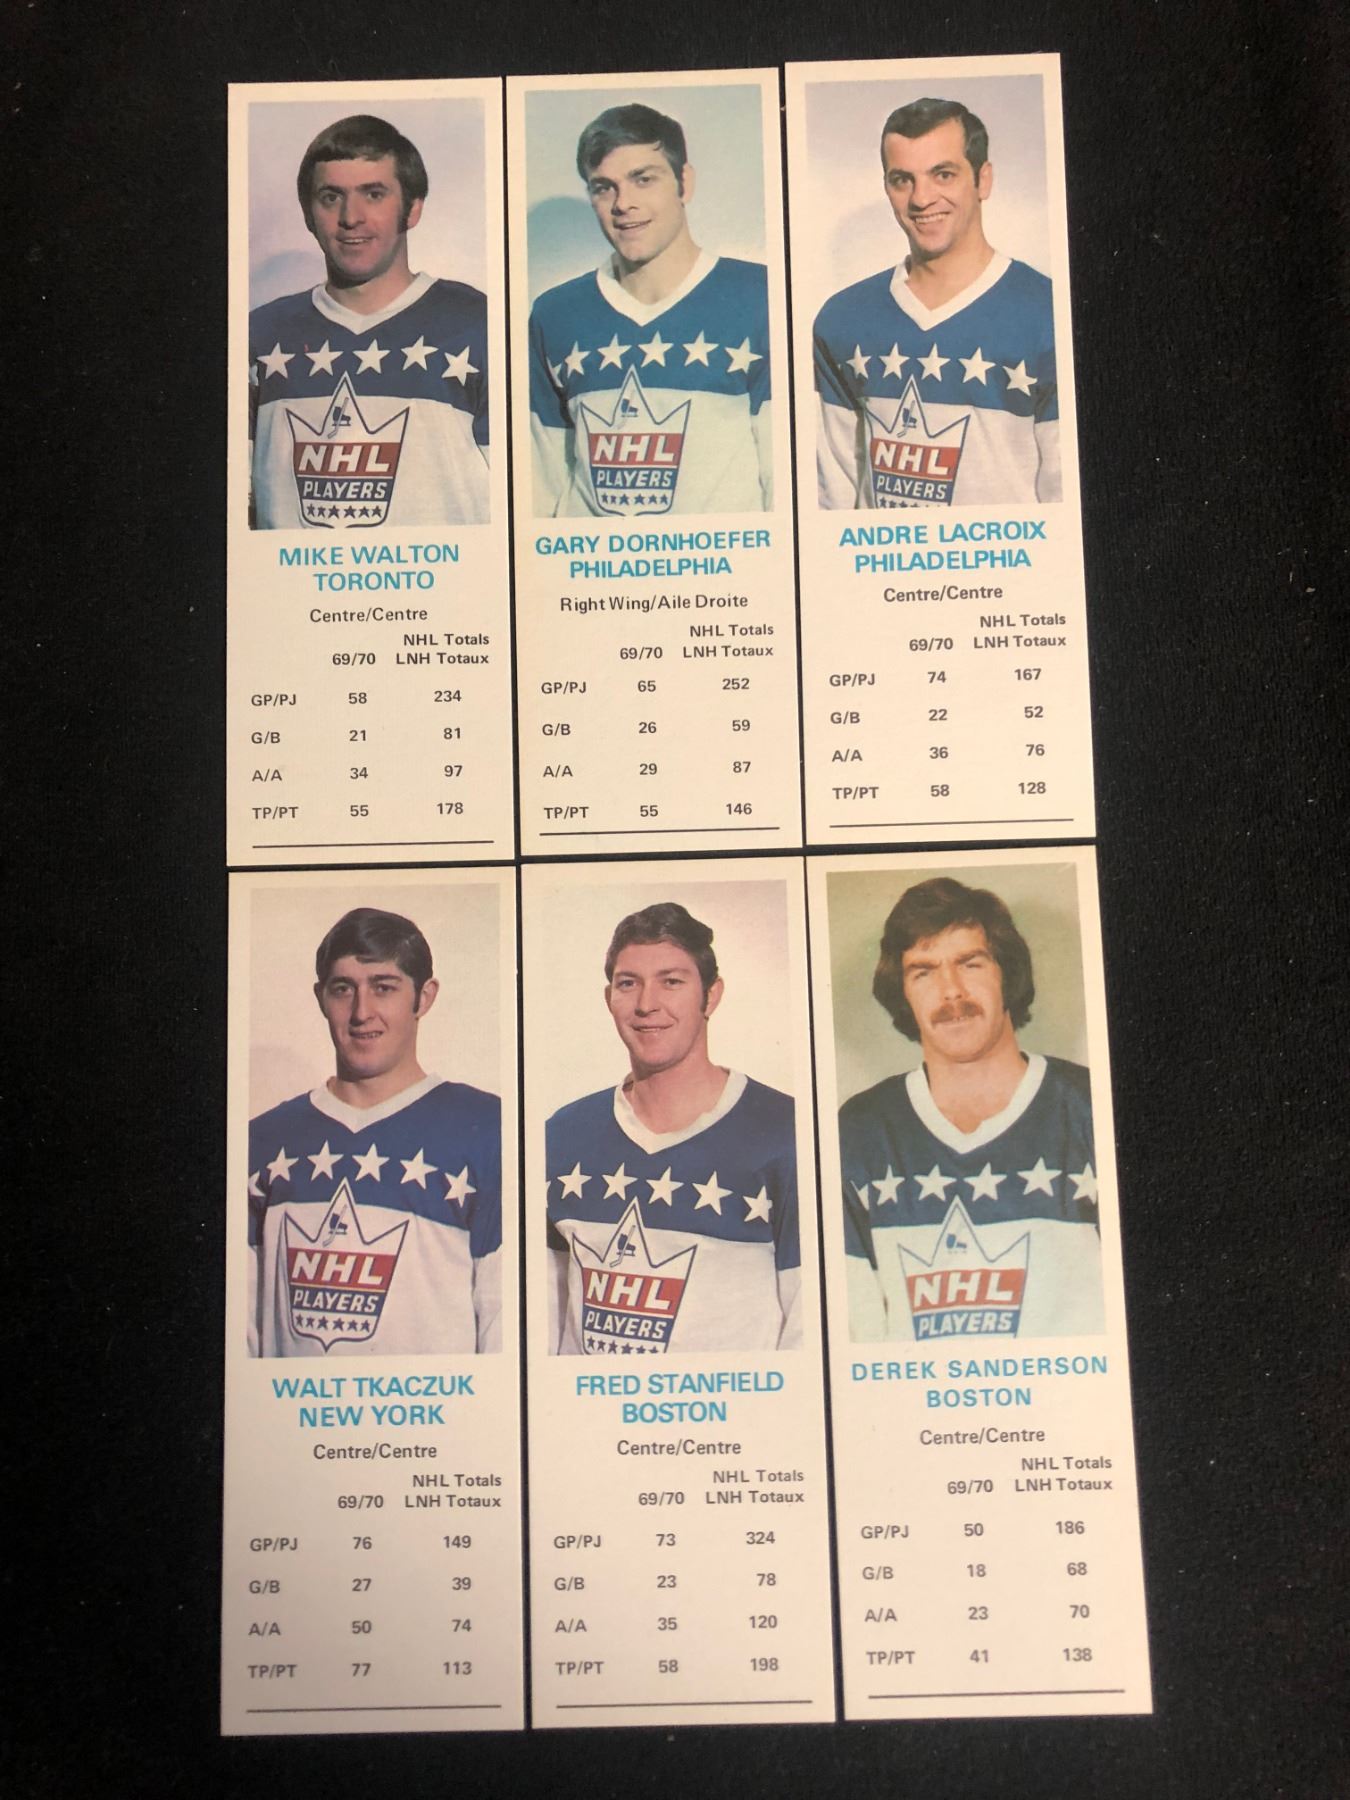 NHL
PLAYERS
MIKE WALTON
TORONTO
Centre/Centre
NHL Totals
69/70 LNH Totaux
GP/PJ 58 234
G/B 21 81
A/A 34 97
TP/PT 55 178
NHL
PLAYERS
GARY DORNHOEFER
PHILADELPHIA
Right Wing/Aile Droite
NHL Totals
69/70 LNH Totaux
GP/PJ 65 252
G/B 26 59
A/A 29 87
TP/PT 55 146
NHL
PLAYERS
ANDRE LACROIX
PHILADELPHIA
Centre/Centre
NHL Totals
69/70 LNH Totaux
GP/PJ 74 167
G/B 22 52
A/A 36 76
TP/PT 58 128
NHL
PLAYERS
WALT TKACZUK
NEW YORK
Centre/Centre
NHL Totals
69/70 LNH Totaux
GP/PJ 76 149
G/B 27 39
A/A 50 74
TP/PT 77 113
NHL
PLAYERS
FRED STANFIELD
BOSTON
Centre/Centre
NHL Totals
69/70 LNH Totaux
GP/PJ 73 324
G/B 23 78
A/A 35 120
TP/PT 58 198
NHL
PLAYERS
DEREK SANDERSON
BOSTON
Centre/Centre
NHL Totals
69/70 LNH Totaux
GP/PJ 50 186
G/B 18 68
A/A 23 70
TP/PT 41 138